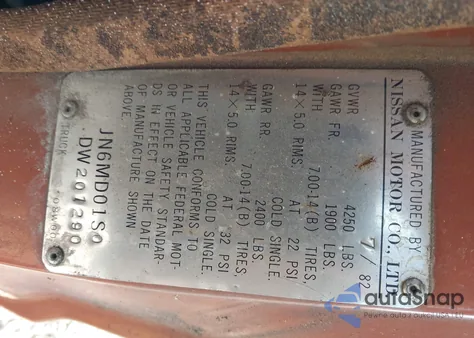 MANUFACTURED BY
NISSAN MOTOR CO., LTD.
7/82
GVWR 4250 LBS.
GAWR FR. 1900 LBS.
WITH 7.00-14(B) TIRES,
14×5.0 RIMS. AT 22 PSI
COLD SINGLE.
GAWR RR. 2400 LBS.
WITH 7.00-14(B) TIRES,
14×5.0 RIMS. AT 32 PSI
COLD SINGLE.
THIS VEHICLE CONFORMS TO
ALL APPLICABLE FEDERAL MOT-
OR VEHICLE SAFETY STANDAR-
DS IN EFFECT ON THE DATE
OF MANUFACTURE SHOWN
ABOVE.
JN6MD01S0
DW201290
TRUCK
autosnap